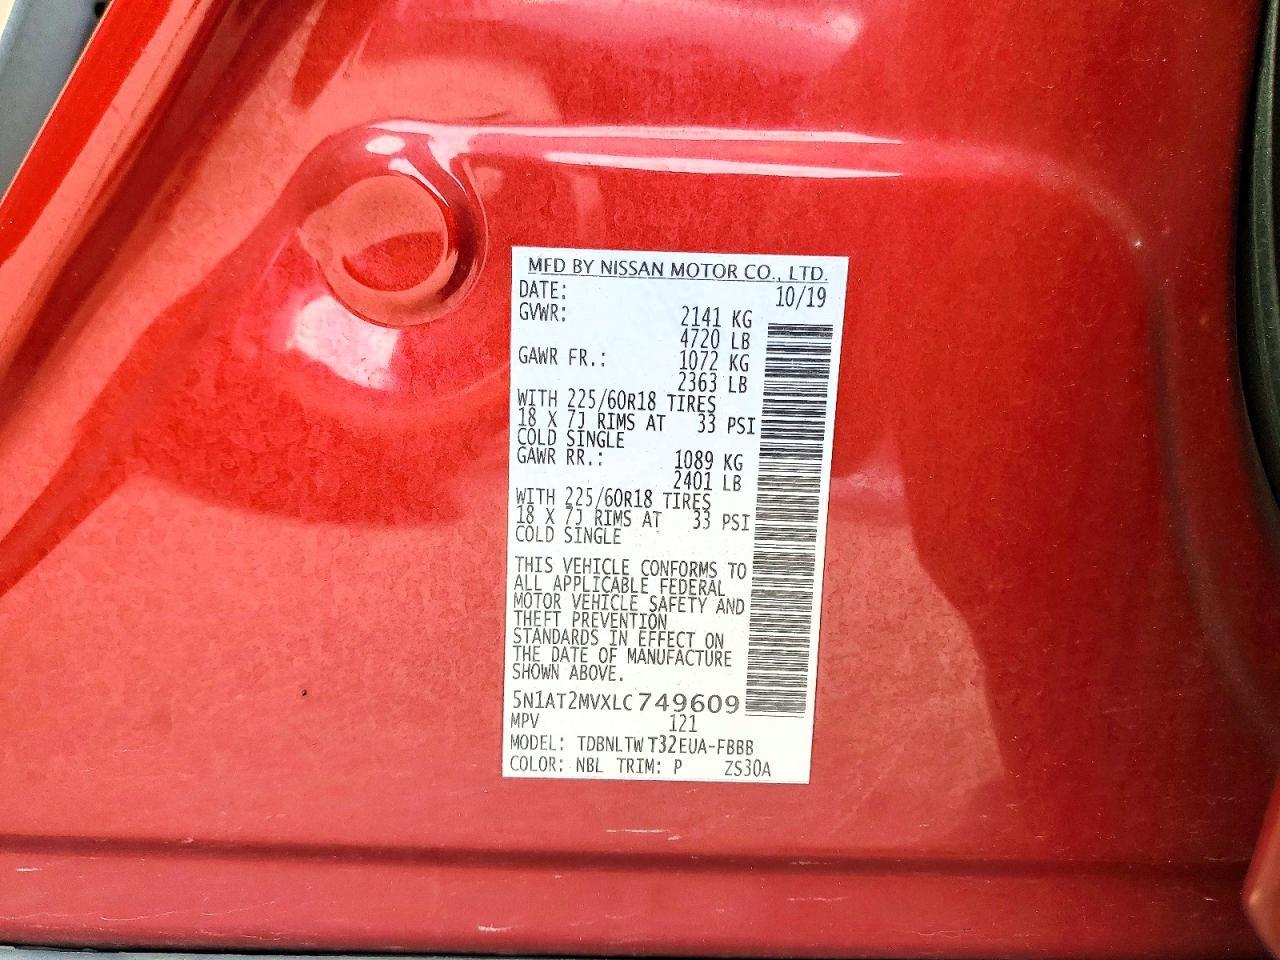 MFD BY NISSAN MOTOR CO., LTD.
DATE: 10/19
GVWR: 2141 KG
4720 LB
GAWR FR.: 1072 KG
2363 LB
WITH 225/60R18 TIRES
18 X 7J RIMS AT 33 PSI
COLD SINGLE
GAWR RR.: 1089 KG
2401 LB
WITH 225/60R18 TIRES
18 X 7J RIMS AT 33 PSI
COLD SINGLE
THIS VEHICLE CONFORMS TO
ALL APPLICABLE FEDERAL
MOTOR VEHICLE SAFETY AND
THEFT PREVENTION
STANDARDS IN EFFECT ON
THE DATE OF MANUFACTURE
SHOWN ABOVE.
5N1AT2MVXLC749609
MPV 121
MODEL: TDBNLTW T32EUA-FBBB
COLOR: NBL TRIM: P ZS30A